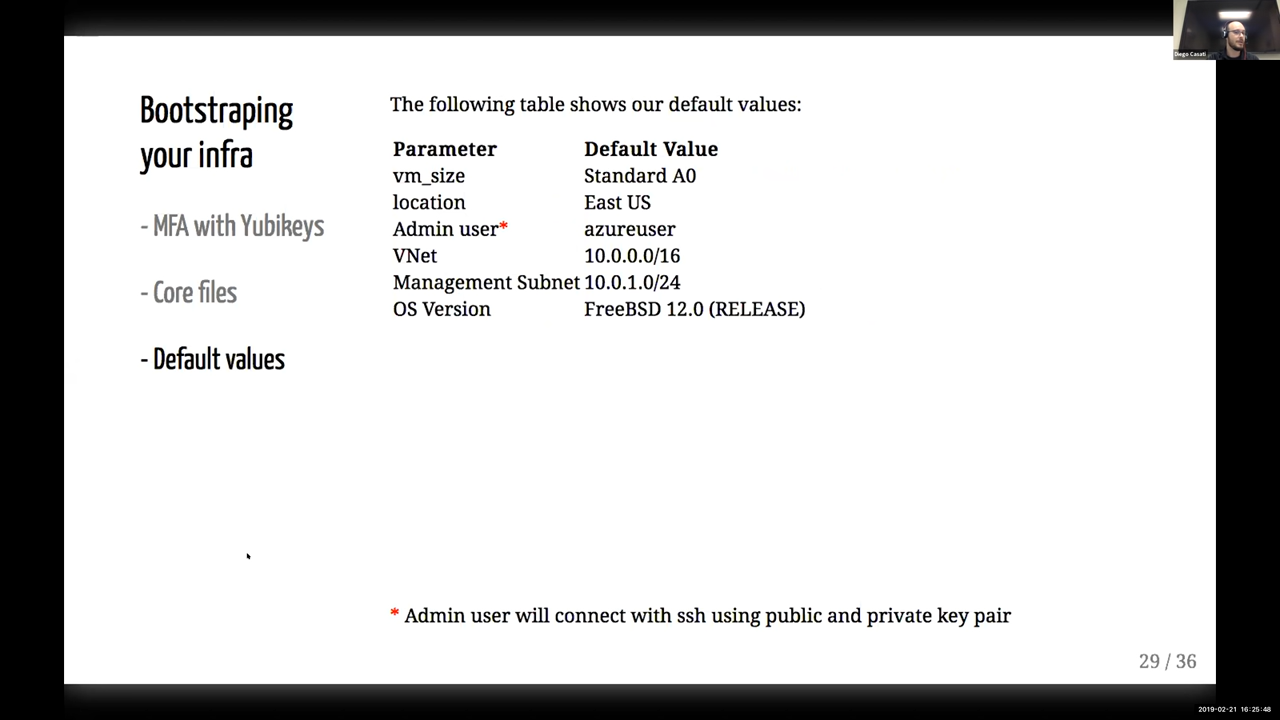 Diego Casati
Bootstraping
your infra
- MFA with Yubikeys
- Core files
- Default values
The following table shows our default values:
Parameter Default Value
vm_size Standard A0
location East US
Admin user* azureuser
VNet 10.0.0.0/16
Management Subnet 10.0.1.0/24
OS Version FreeBSD 12.0 (RELEASE)
* Admin user will connect with ssh using public and private key pair
29 / 36
2019-02-21 16:25:48